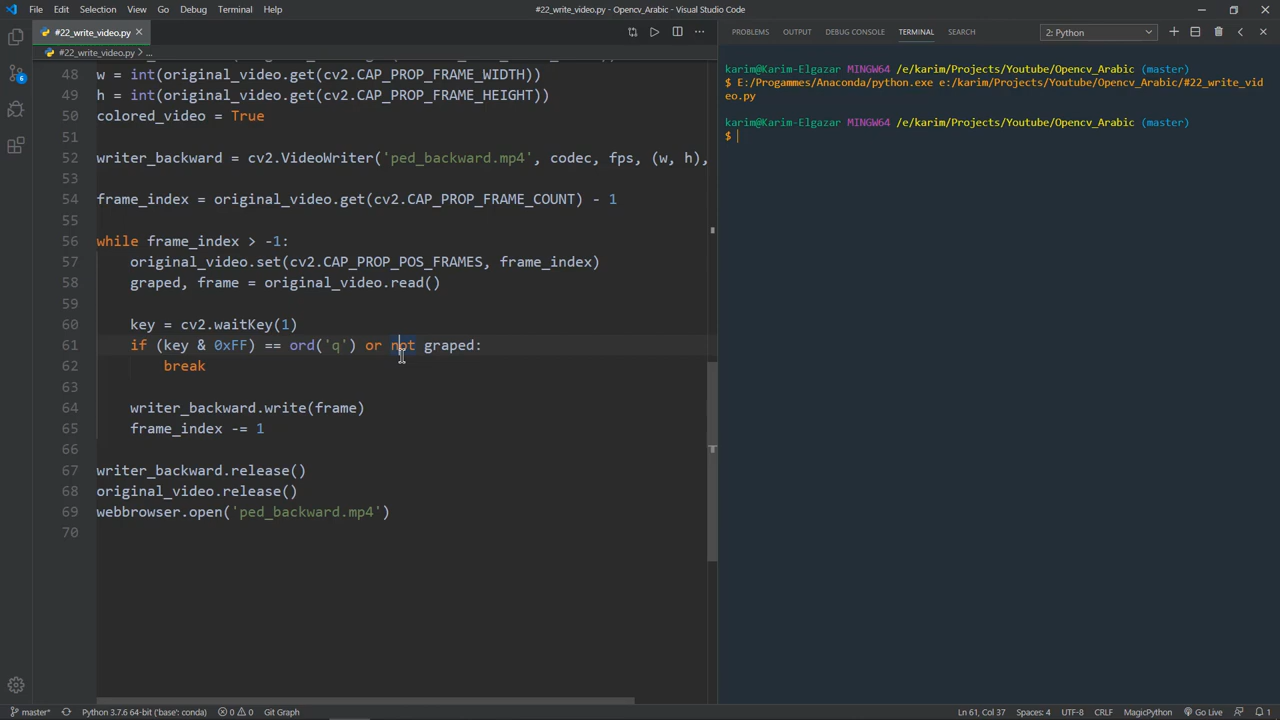 File Edit Selection View Go Debug Terminal Help
#22_write_video.py - Opencv_Arabic - Visual Studio Code
#22_write_video.py
#22_write_video.py > ...
48 w = int(original_video.get(cv2.CAP_PROP_FRAME_WIDTH))
49 h = int(original_video.get(cv2.CAP_PROP_FRAME_HEIGHT))
50 colored_video = True
51
52 writer_backward = cv2.VideoWriter('ped_backward.mp4', codec, fps, (w, h),
53
54 frame_index = original_video.get(cv2.CAP_PROP_FRAME_COUNT) - 1
55
56 while frame_index > -1:
57 original_video.set(cv2.CAP_PROP_POS_FRAMES, frame_index)
58 graped, frame = original_video.read()
59
60 key = cv2.waitKey(1)
61 if (key & 0xFF) == ord('q') or not graped:
62 break
63
64 writer_backward.write(frame)
65 frame_index -= 1
66
67 writer_backward.release()
68 original_video.release()
69 webbrowser.open('ped_backward.mp4')
70
PROBLEMS OUTPUT DEBUG CONSOLE TERMINAL SEARCH 2: Python
karim@Karim-Elgazar MINGW64 /e/karim/Projects/Youtube/Opencv_Arabic (master)
$ E:/Progammes/Anaconda/python.exe e:/karim/Projects/Youtube/Opencv_Arabic/#22_write_vid
eo.py
karim@Karim-Elgazar MINGW64 /e/karim/Projects/Youtube/Opencv_Arabic (master)
$
6
master* Python 3.7.6 64-bit ('base': conda) 0 0 Git Graph
Ln 61, Col 37 Spaces: 4 UTF-8 CRLF MagicPython Go Live 1